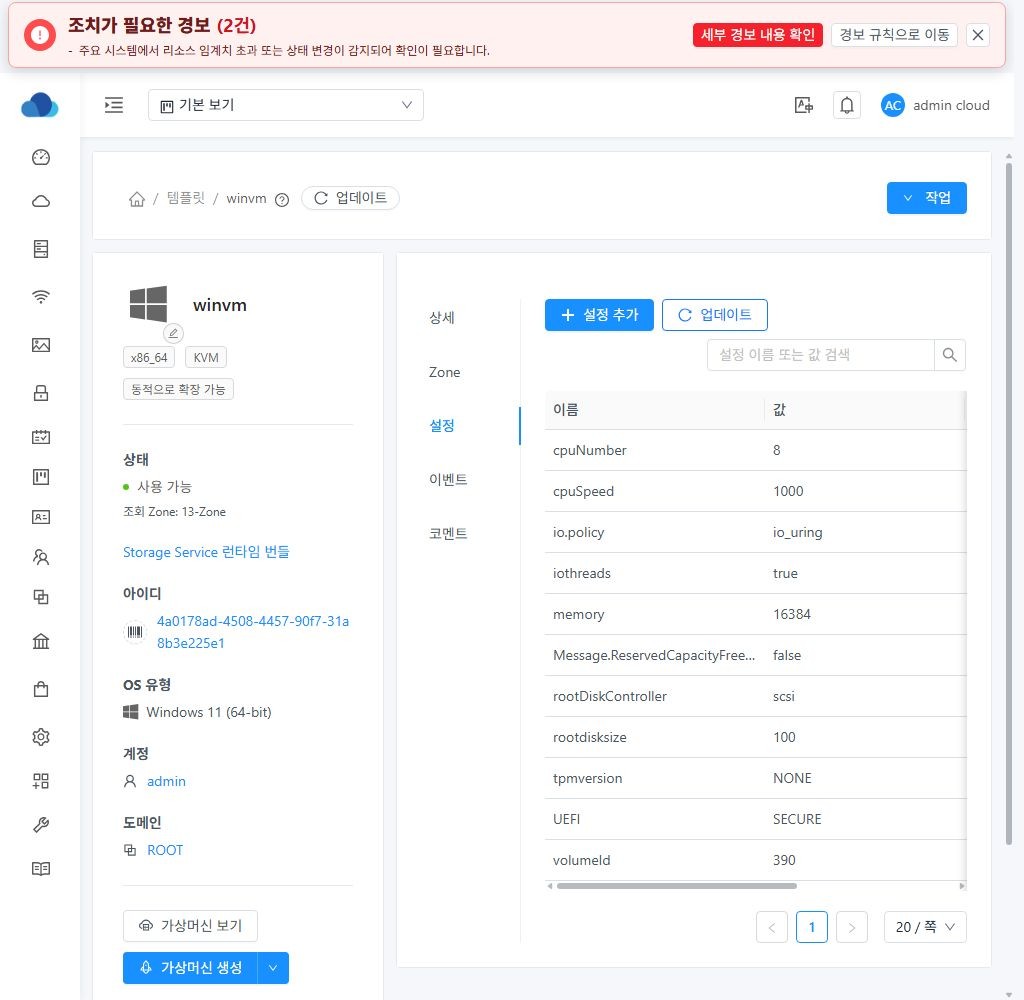 조치가 필요한 경보 (2건)
- 주요 시스템에서 리소스 임계치 초과 또는 상태 변경이 감지되어 확인이 필요합니다.
세부 경보 내용 확인
경보 규칙으로 이동
기본 보기
AC
admin cloud
/ 템플릿 / winvm
업데이트
작업
winvm
x86_64
KVM
동적으로 확장 가능
상태
사용 가능
조회 Zone: 13-Zone
Storage Service 런타임 번들
아이디
4a0178ad-4508-4457-90f7-31a
8b3e225e1
OS 유형
Windows 11 (64-bit)
계정
admin
도메인
ROOT
가상머신 보기
가상머신 생성
상세
Zone
설정
이벤트
코멘트
설정 추가
업데이트
설정 이름 또는 값 검색
이름 값
cpuNumber 8
cpuSpeed 1000
io.policy io_uring
iothreads true
memory 16384
Message.ReservedCapacityFree... false
rootDiskController scsi
rootdisksize 100
tpmversion NONE
UEFI SECURE
volumeId 390
< 1 >
20 / 쪽